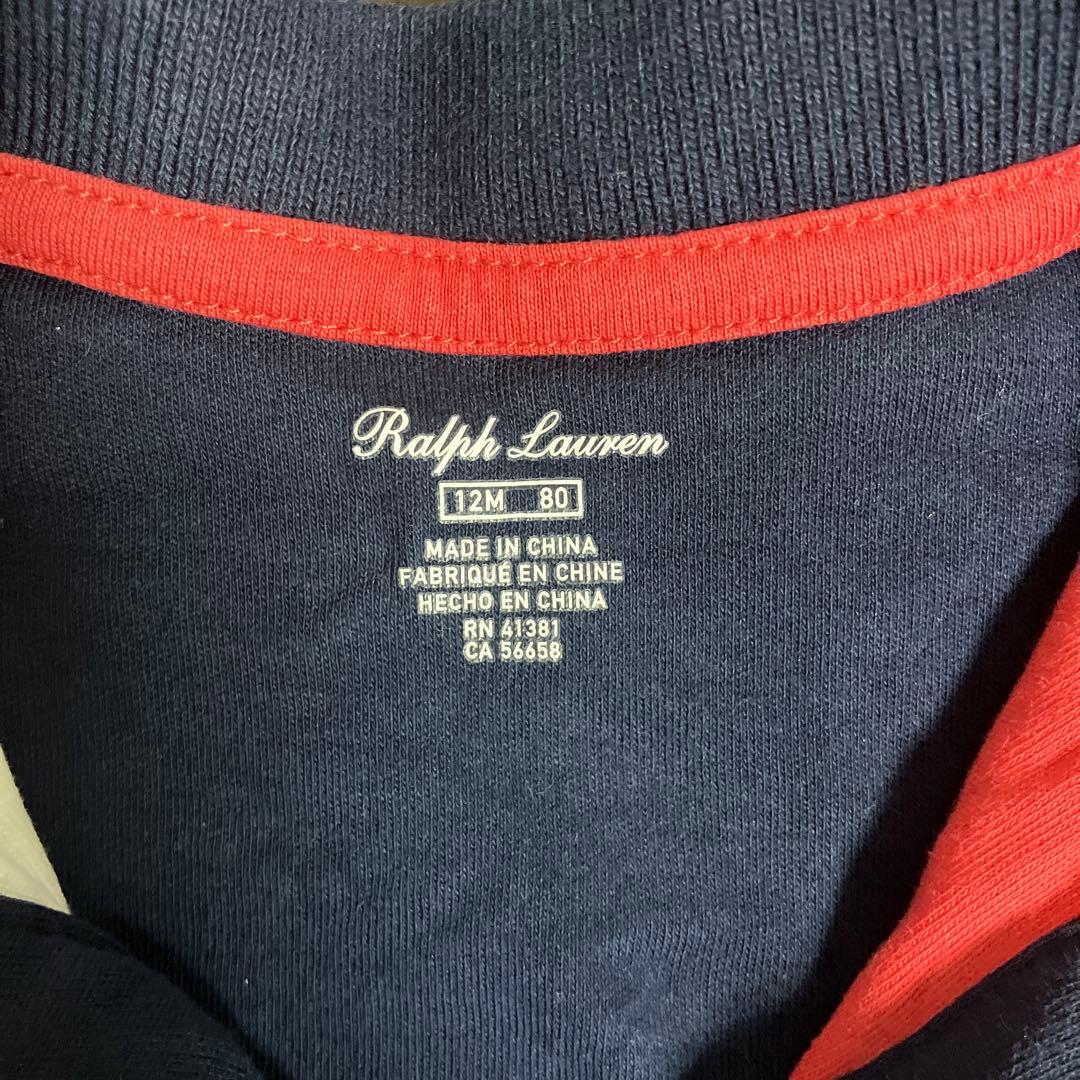 Ralph Lauren
12M 80
MADE IN CHINA
FABRIQUÉ EN CHINE
HECHO EN CHINA
RN 41381
CA 56658